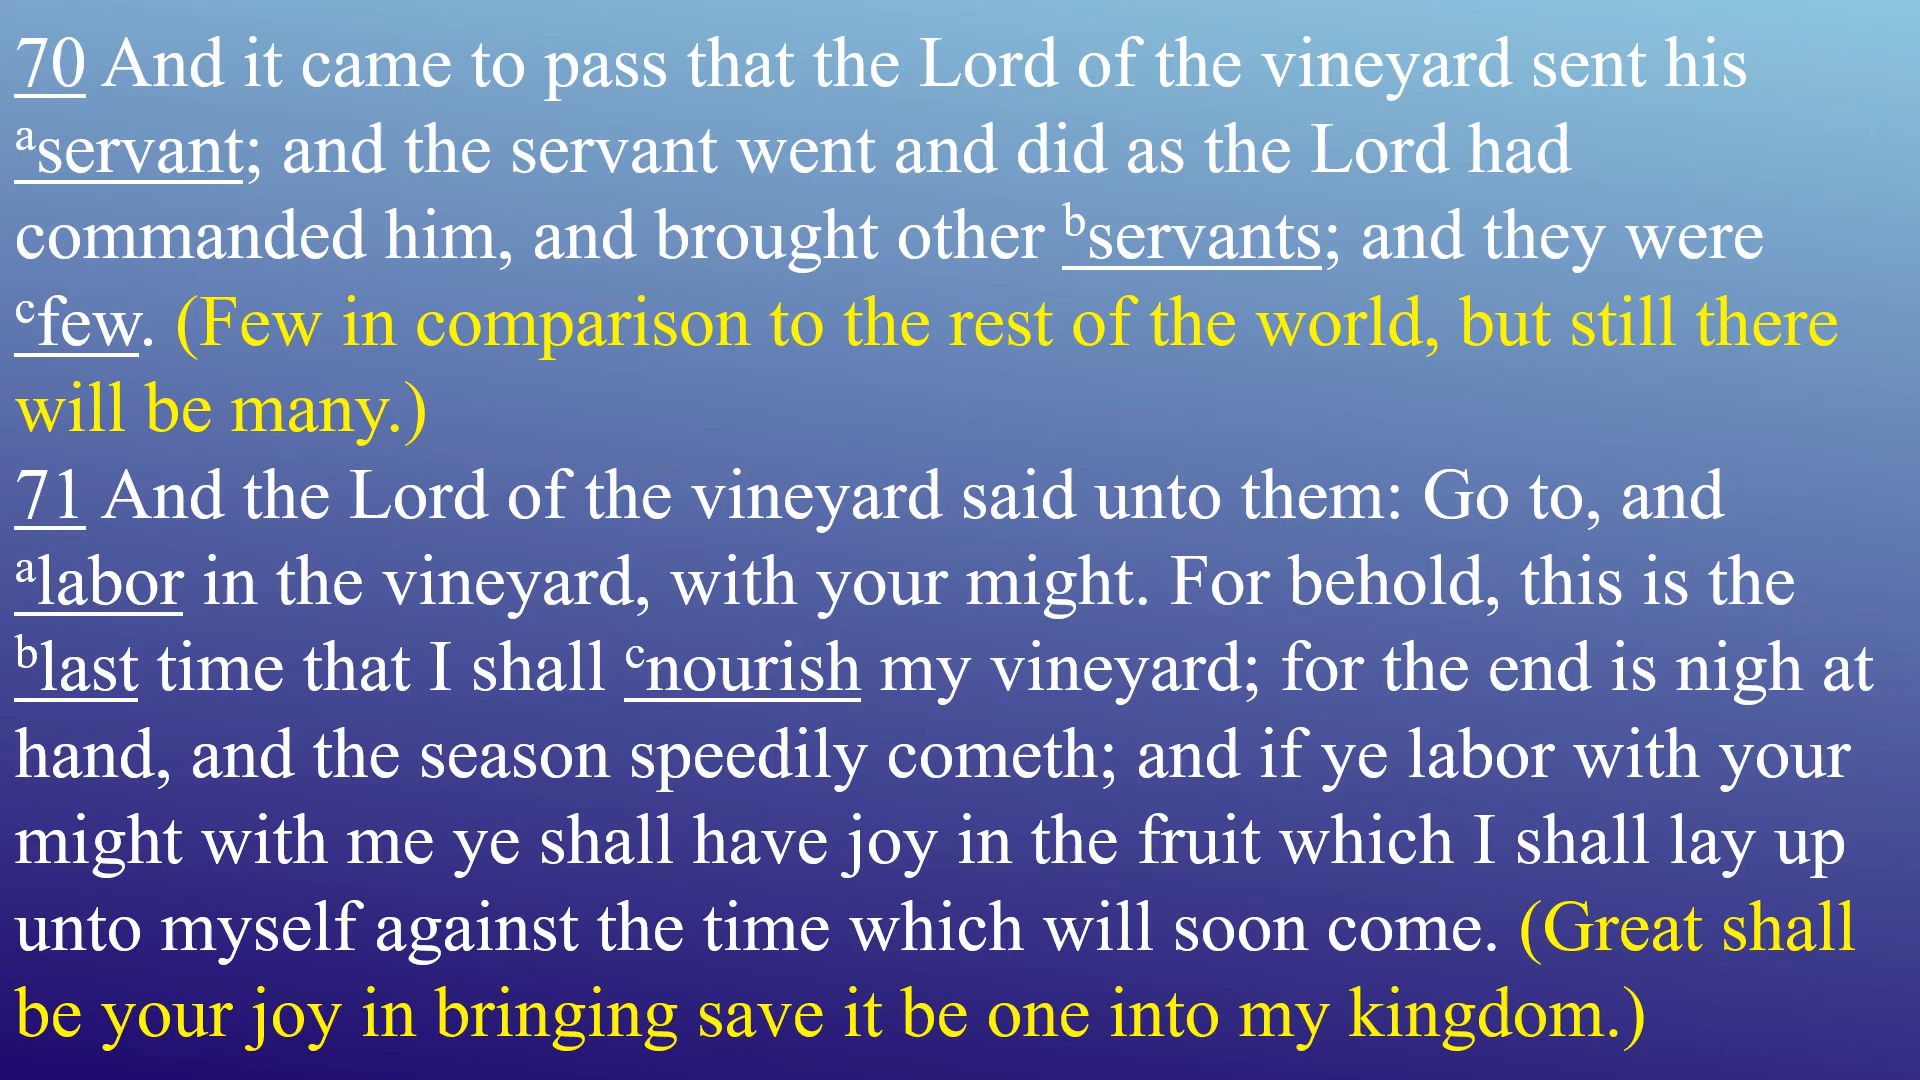 70 And it came to pass that the Lord of the vineyard sent his
aservant; and the servant went and did as the Lord had
commanded him, and brought other bservants; and they were
cfew. (Few in comparison to the rest of the world, but still there
will be many.)
71 And the Lord of the vineyard said unto them: Go to, and
alabor in the vineyard, with your might. For behold, this is the
blast time that I shall cnourish my vineyard; for the end is nigh at
hand, and the season speedily cometh; and if ye labor with your
might with me ye shall have joy in the fruit which I shall lay up
unto myself against the time which will soon come. (Great shall
be your joy in bringing save it be one into my kingdom.)